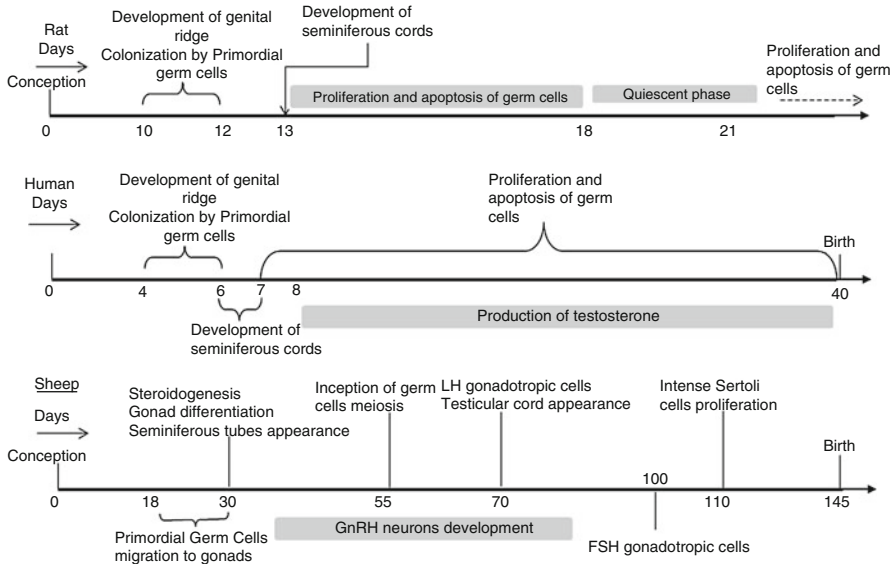 Rat
Days
Conception
Development of genital
ridge
Colonization by Primordial
germ cells
Development of
seminiferous cords
Proliferation and apoptosis of germ cells
Quiescent phase
Proliferation and
apoptosis of germ
cells
0
10
12
13
18
21
Human
Days
Development of genital
ridge
Colonization by Primordial
germ cells
Proliferation and
apoptosis of germ
cells
Birth
0
4
6
7
8
40
Development of
seminiferous cords
Production of testosterone
Sheep
Days
Conception
Steroidogenesis
Gonad differentiation
Seminiferous tubes appearance
Inception of germ
cells meiosis
LH gonadotropic cells
Testicular cord appearance
Intense Sertoli
cells proliferation
Birth
0
18
30
55
70
100
110
145
Primordial Germ Cells
migration to gonads
GnRH neurons development
FSH gonadotropic cells